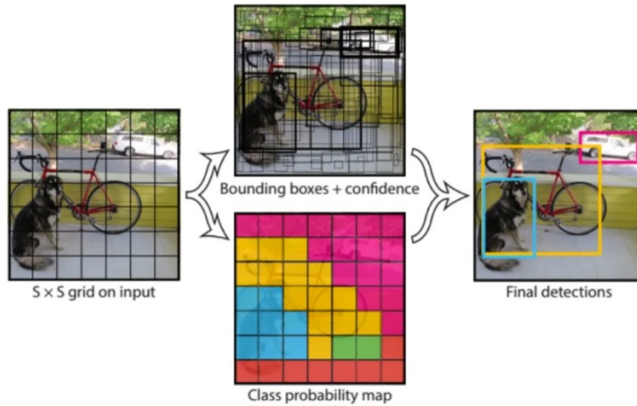 Bounding boxes + confidence
S × S grid on input
Final detections
Class probability map